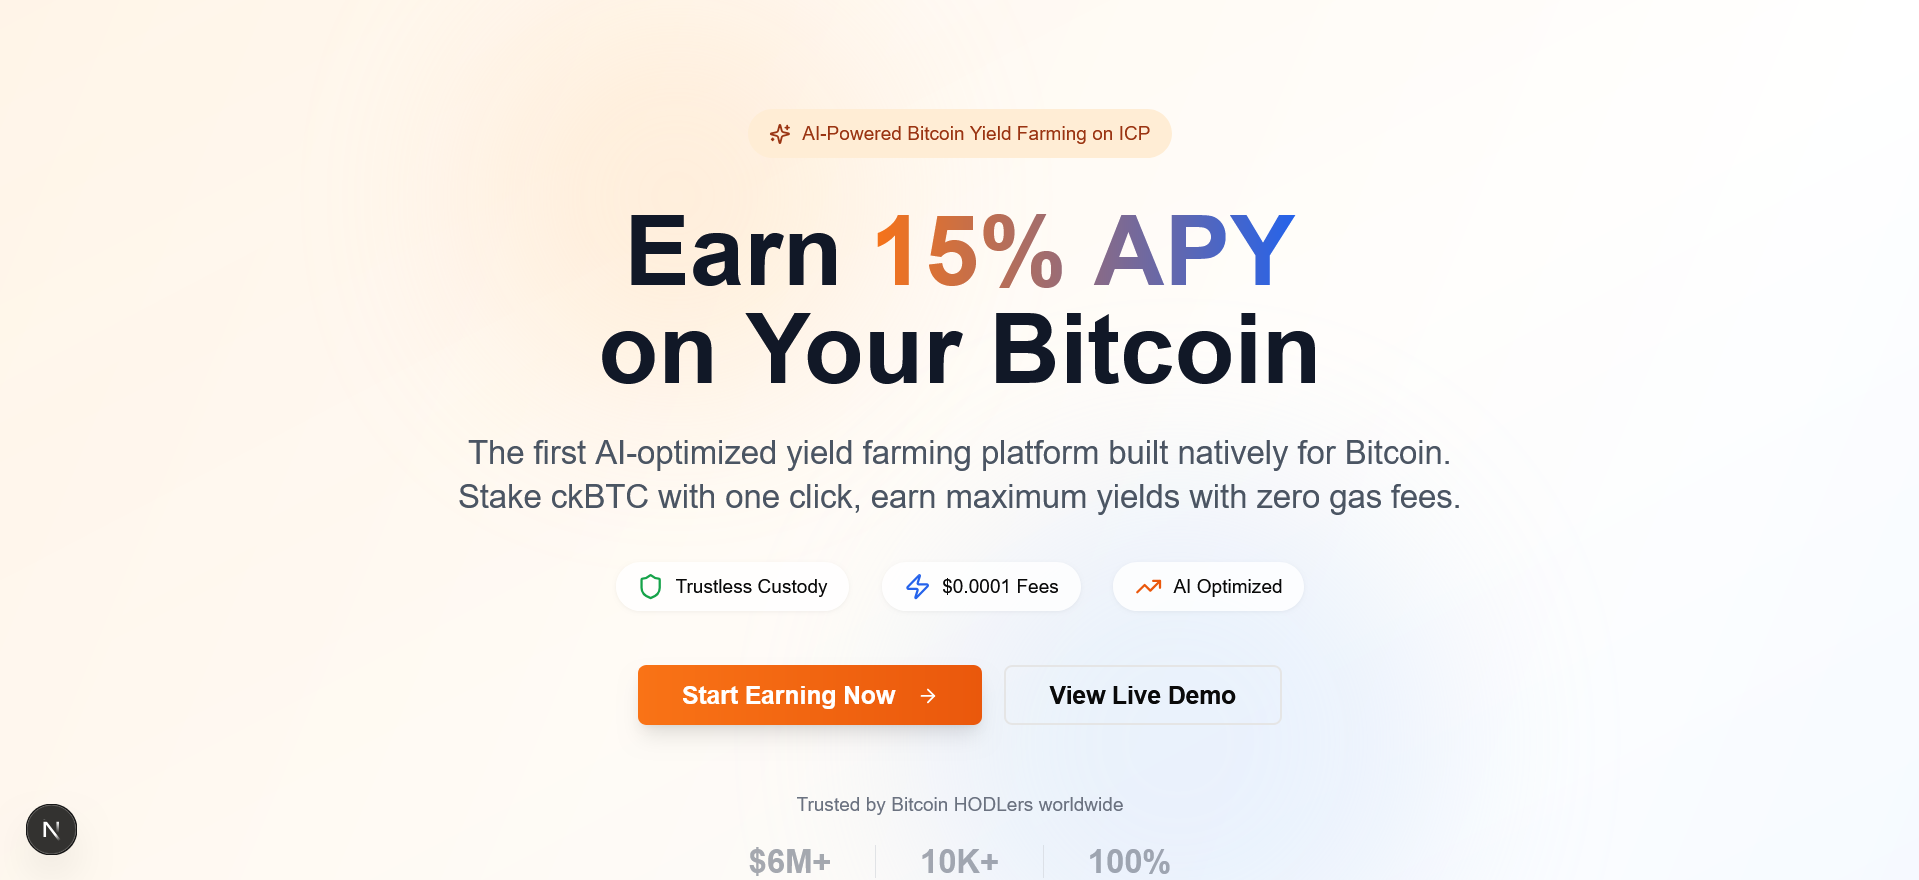 AI-Powered Bitcoin Yield Farming on ICP
Earn 15% APY
on Your Bitcoin
The first AI-optimized yield farming platform built natively for Bitcoin.
Stake ckBTC with one click, earn maximum yields with zero gas fees.
Trustless Custody
$0.0001 Fees
AI Optimized
Start Earning Now
View Live Demo
Trusted by Bitcoin HODLers worldwide
$6M+
10K+
100%
N